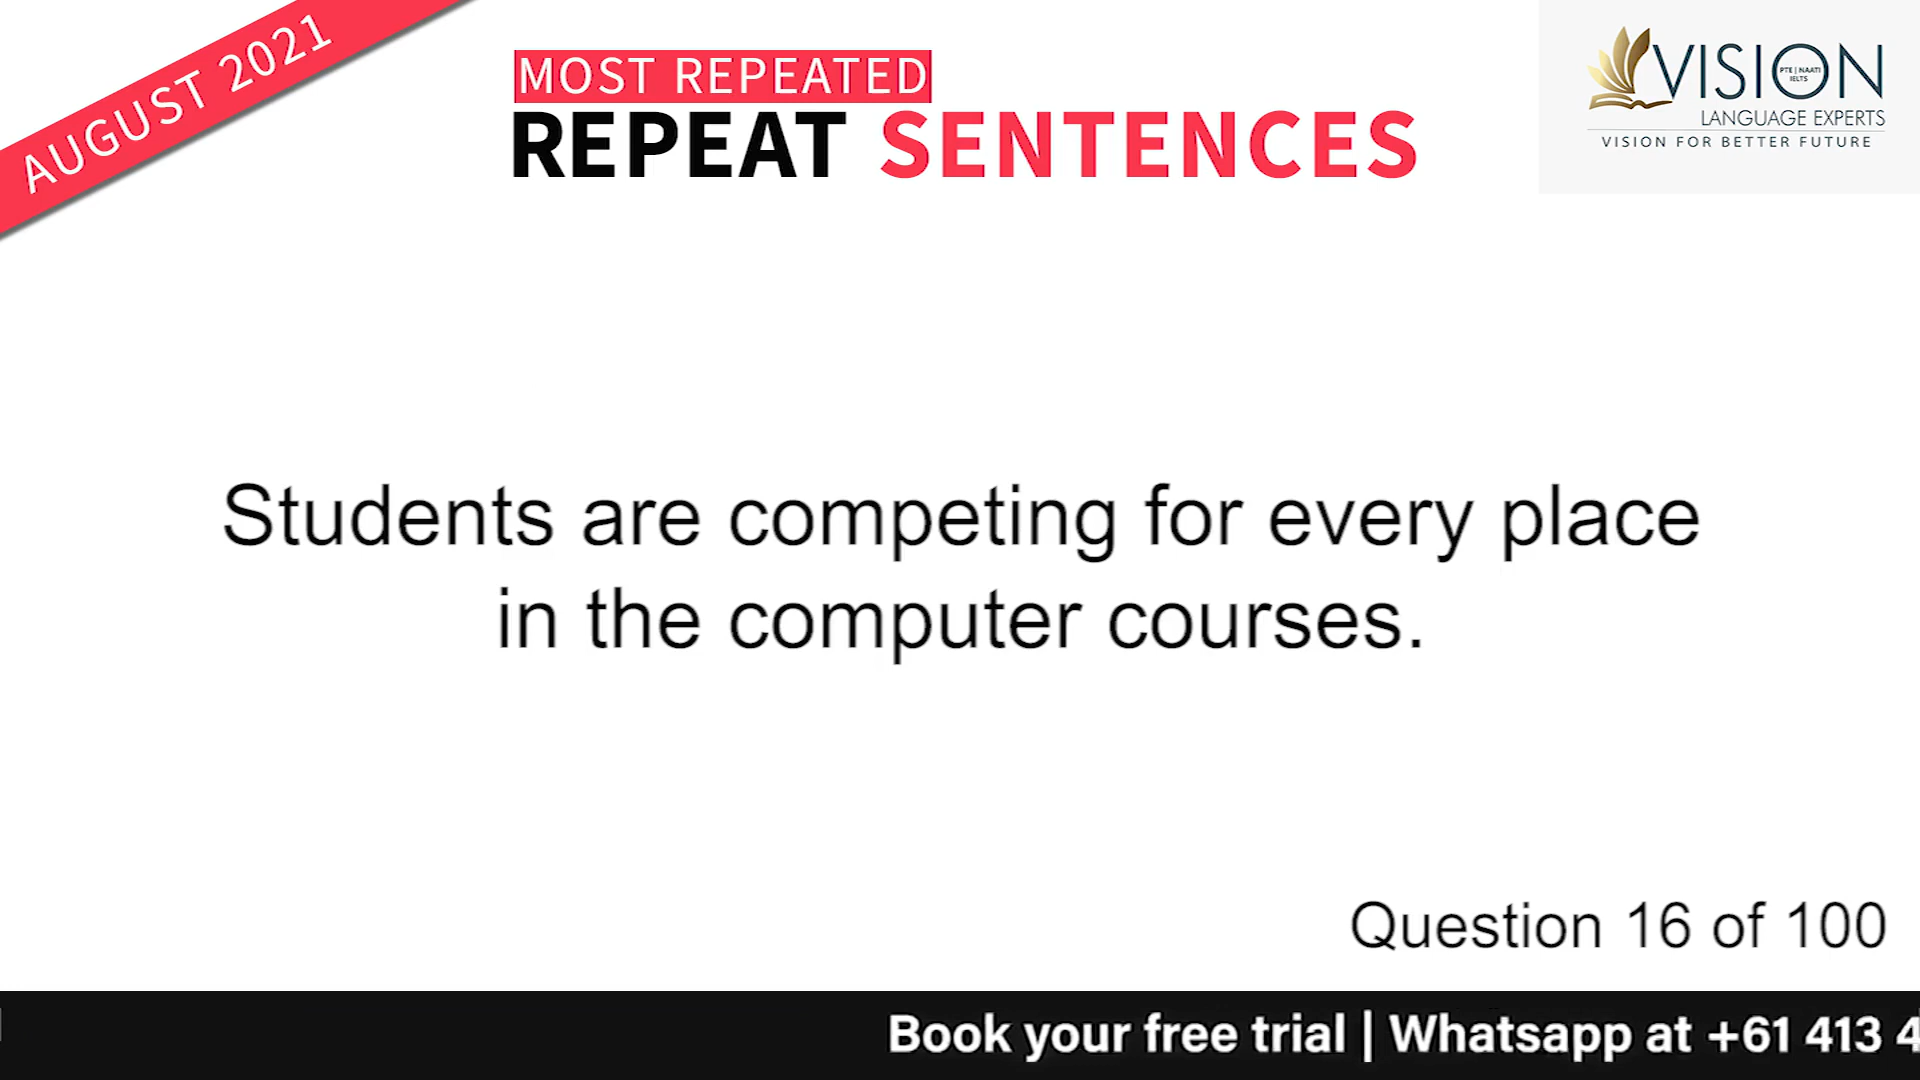 AUGUST 2021
MOST REPEATED
REPEAT SENTENCES
VISION
PTE | NAATI
IELTS
LANGUAGE EXPERTS
VISION FOR BETTER FUTURE
Students are competing for every place
in the computer courses.
Question 16 of 100
Book your free trial | Whatsapp at +61 413 4